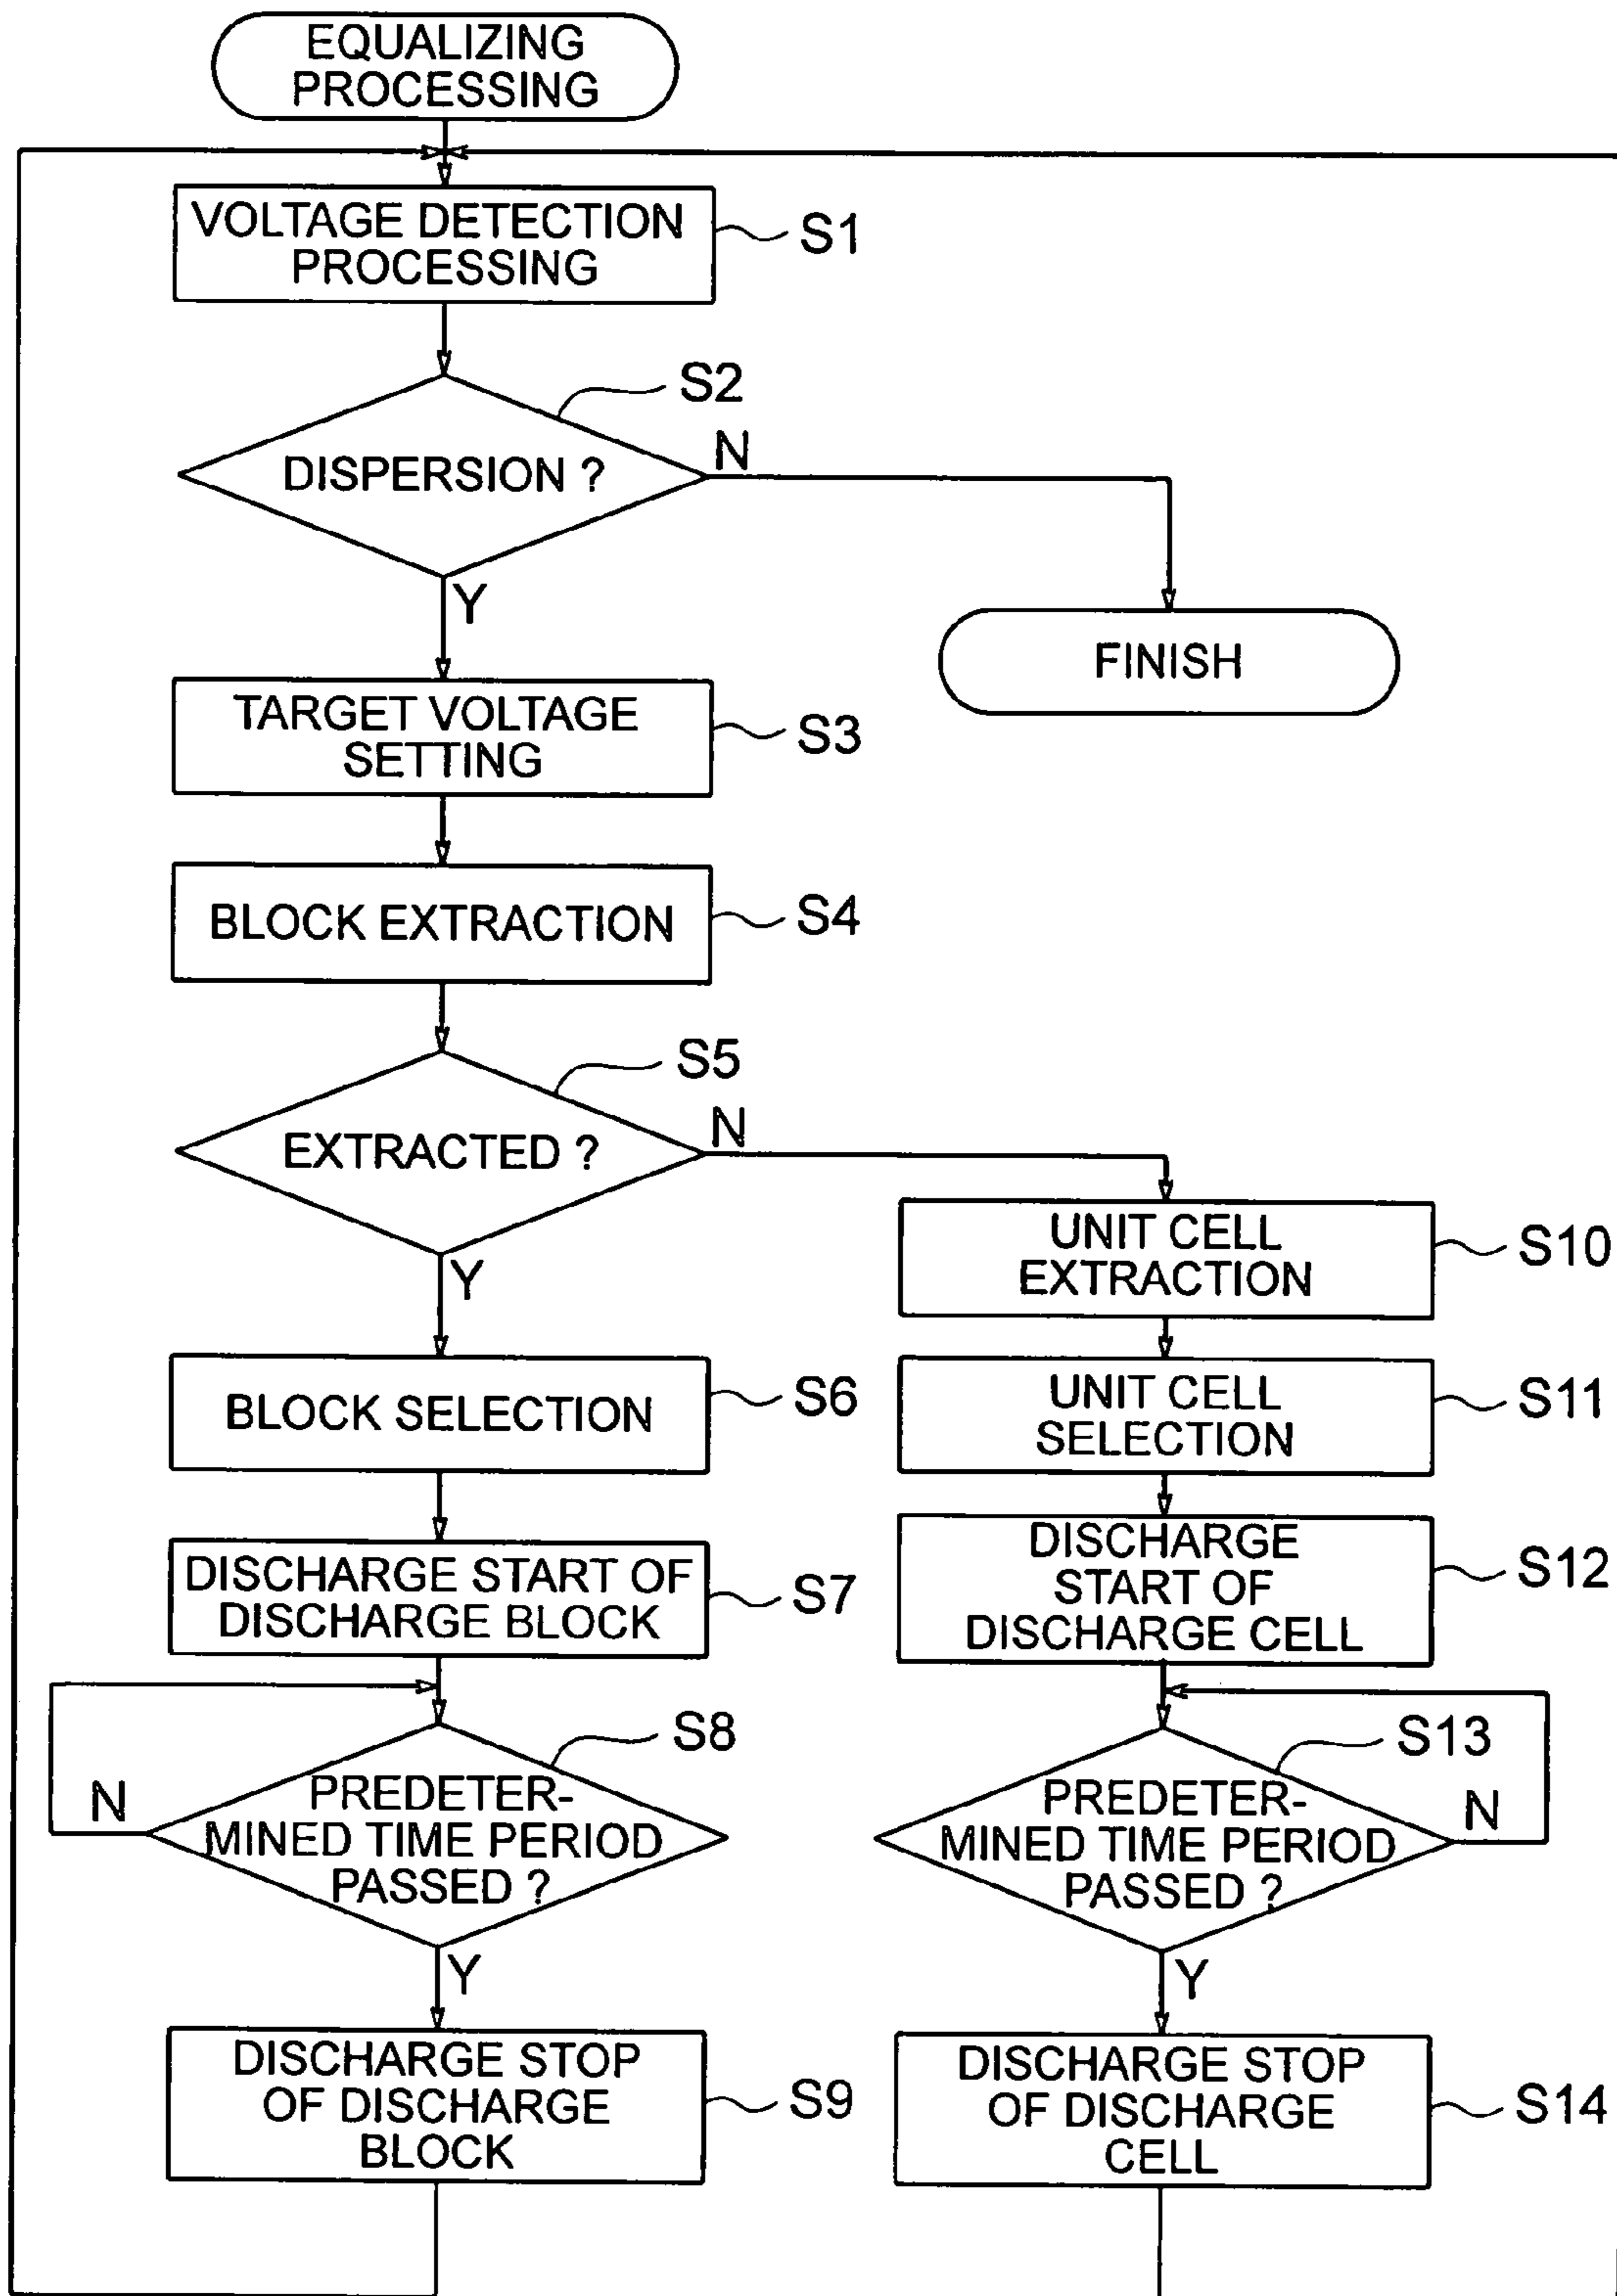 EQUALIZING
PROCESSING
VOLTAGE DETECTION
PROCESSING
S1
S2
DISPERSION ?
N
Y
FINISH
TARGET VOLTAGE
SETTING
S3
BLOCK EXTRACTION
S4
S5
EXTRACTED ?
N
Y
UNIT CELL
EXTRACTION
S10
BLOCK SELECTION
S6
UNIT CELL
SELECTION
S11
DISCHARGE START OF
DISCHARGE BLOCK
S7
DISCHARGE
START OF
DISCHARGE CELL
S12
S8
PREDETER-
MINED TIME PERIOD
PASSED ?
N
Y
S13
PREDETER-
MINED TIME PERIOD
PASSED ?
N
Y
DISCHARGE STOP
OF DISCHARGE
BLOCK
S9
DISCHARGE STOP
OF DISCHARGE
CELL
S14